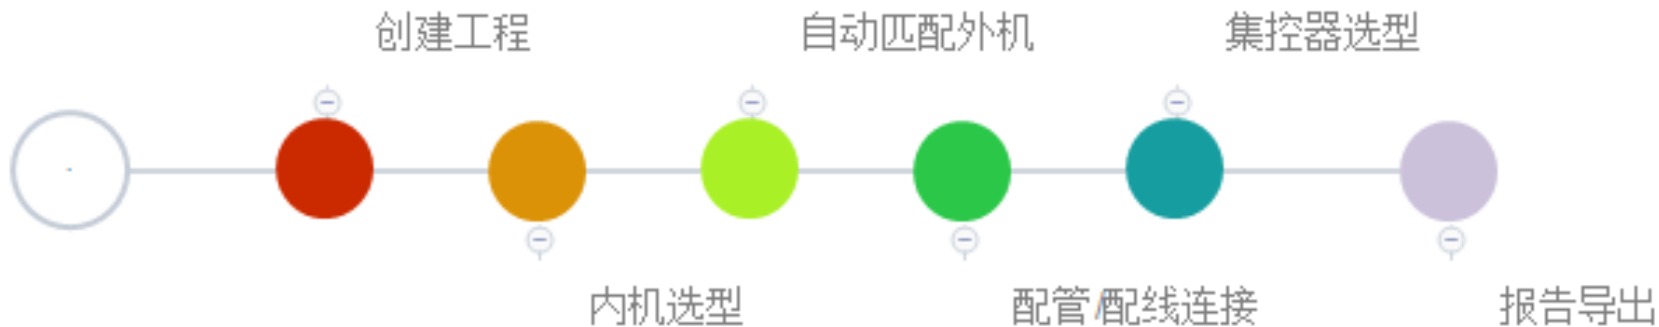 创建工程
自动匹配外机
集控器选型
内机选型
配管/配线连接
报告导出